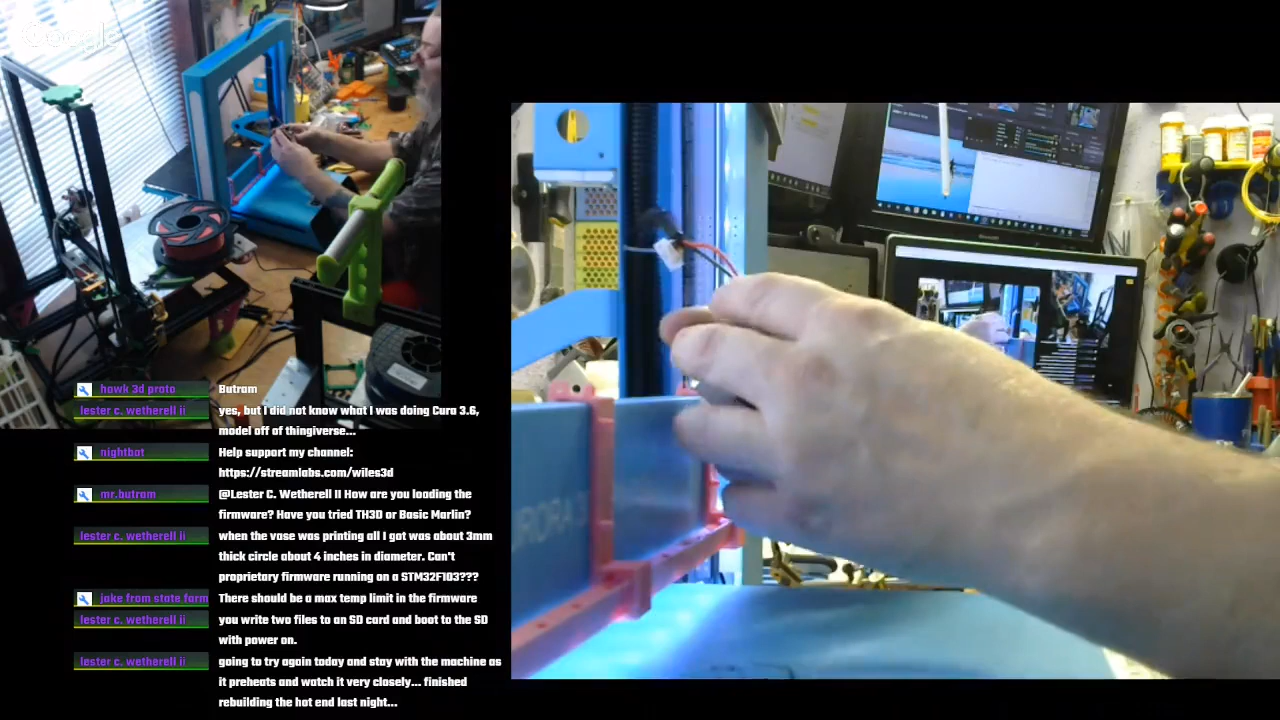 Google
hawk 3d proto Butram
lester c. wetherell ii yes, but I did not know what I was doing Cura 3.6,
model off of thingiverse...
nightbot Help support my channel:
https://streamlabs.com/wiles3d
mr.butram @Lester C. Wetherell II How are you loading the
firmware? Have you tried TH3D or Basic Marlin?
lester c. wetherell ii when the vase was printing all I got was about 3mm
thick circle about 4 inches in diameter. Can't
proprietary firmware running on a STM32F103???
jake from state farm There should be a max temp limit in the firmware
lester c. wetherell ii you write two files to an SD card and boot to the SD
with power on.
lester c. wetherell ii going to try again today and stay with the machine as
it preheats and watch it very closely... finished
rebuilding the hot end last night...
URORA